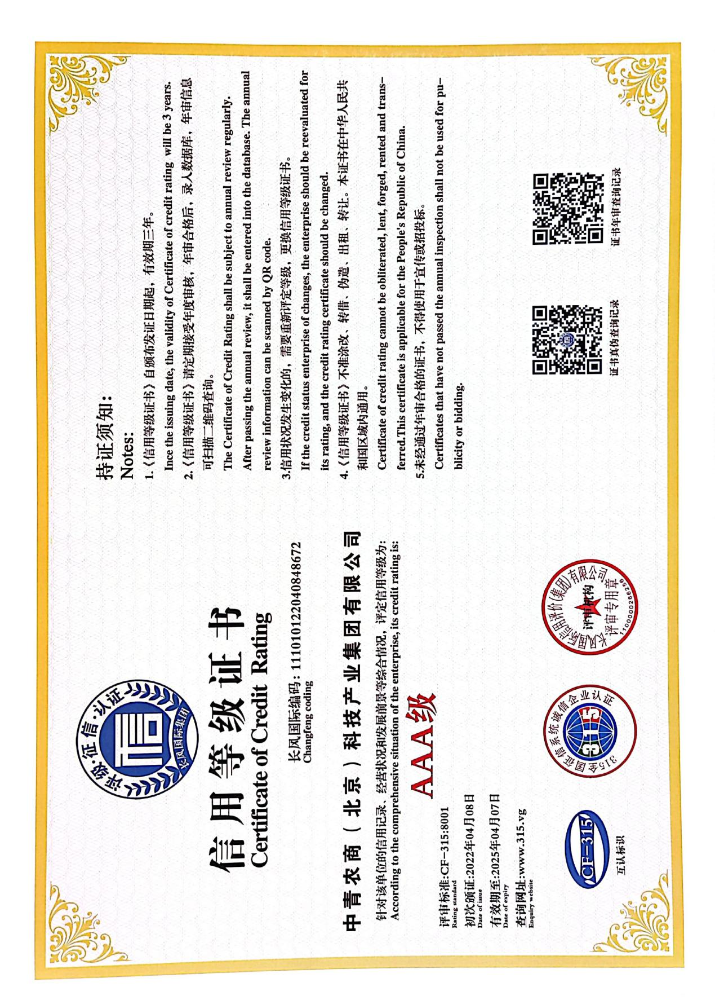 评级·征信·认证
长风国际集团
信用等级证书
Certificate of Credit Rating
长风国际编码：11101012204084​8672
Changfeng coding
中青农商（北京）科技产业集团有限公司
针对该单位的信用记录、经营状况和发展前景等综合情况，评定信用等级为：
According to the comprehensive situation of the enterprise, its credit rating is:
AAA级
评审标准:CF-315:8001
Rating standard
初次颁证:2022年04月08日
Date of issue
有效期至:2025年04月07日
Date of expiry
查询网址:www.315.vg
Enquiry website
CF-315
互认标识
315全国征信系统诚信企业认证
315
长风国际信用评价(集团)有限公司
评审机构
评审专用章
1100000266256
持证须知:
Notes:
1.《信用等级证书》自颁布发证日期起，有效期三年。
Ince the issuing date, the validity of Certificate of credit rating will be 3 years.
2.《信用等级证书》请定期接受年度审核，年审合格后，录入数据库，年审信息
可扫描二维码查询。
The Certificate of Credit Rating shall be subject to annual review regularly.
After passing the annual review, it shall be entered into the database. The annual
review information can be scanned by QR code.
3.信用状况发生变化的，需要重新评定等级，更换信用等级证书。
If the credit status enterprise of changes, the enterprise should be reevaluated for
its rating, and the credit rating certificate should be changed.
4.《信用等级证书》不准涂改、转借、伪造、出租、转让。本证书在中华人民共
和国区域内通用。
Certificate of credit rating cannot be obliterated, lent, forged, rented and trans-
ferred.This certificate is applicable for the People's Republic of China.
5.未经通过年审合格的证书，不得使用于宣传或招投标。
Certificates that have not passed the annual inspection shall not be used for pu-
blicity or bidding.
证书真伪查询记录
证书年审查询记录